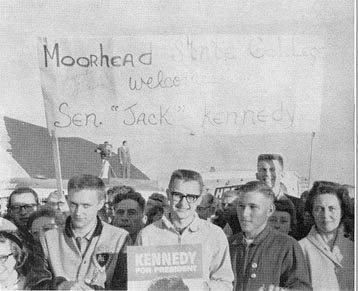 Moorhead State College
welcomes
Sen. "Jack" Kennedy
KENNEDY
FOR PRESIDENT